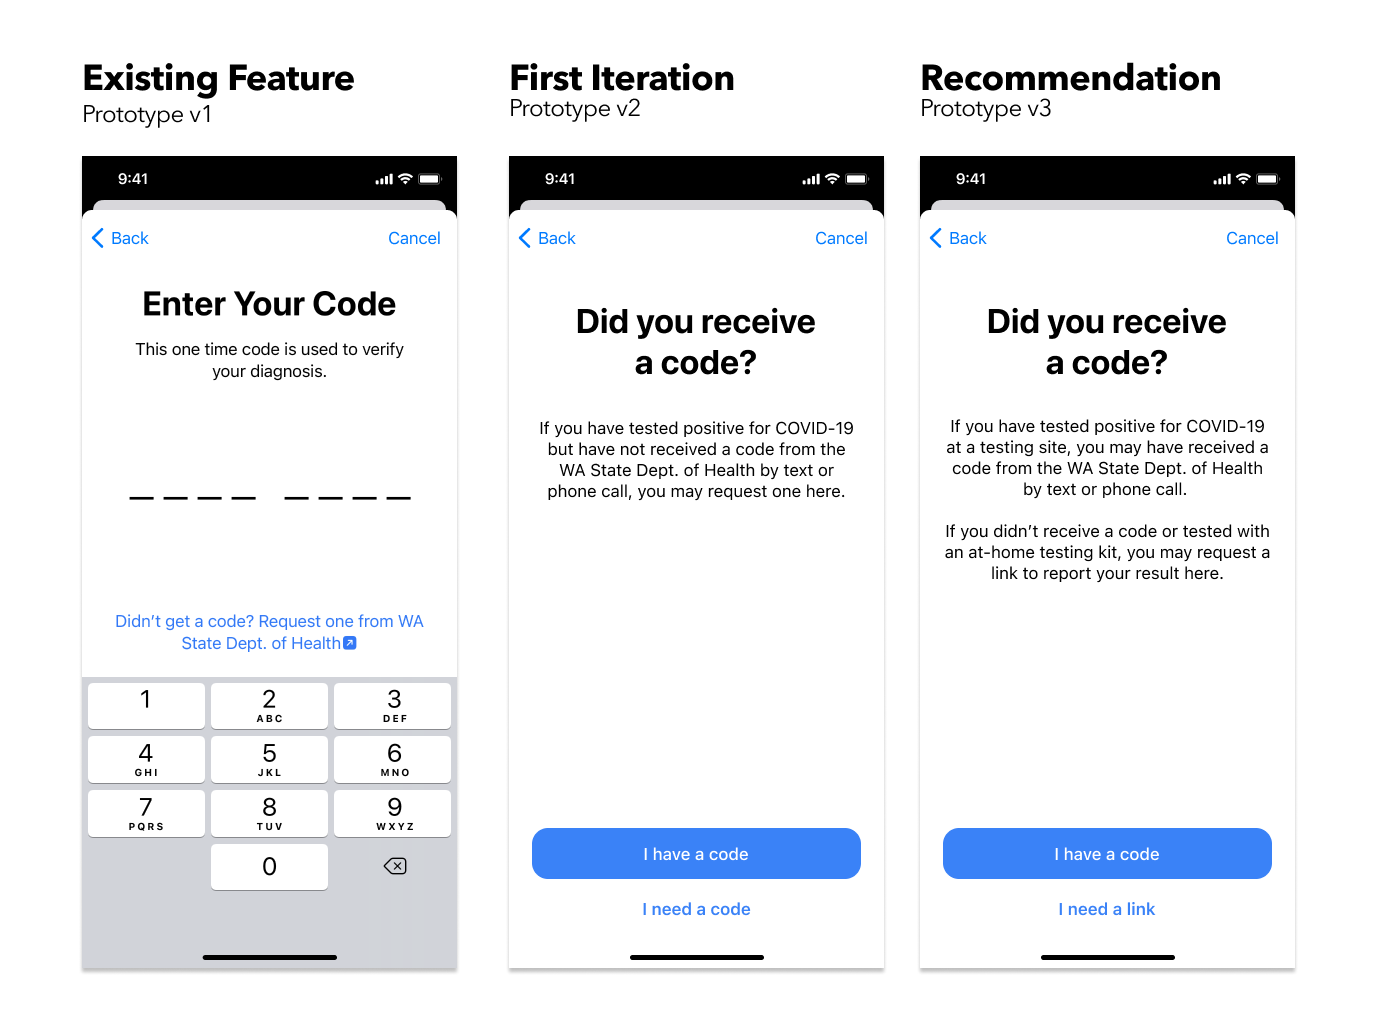 Existing Feature
Prototype v1
9:41
Back
Cancel
Enter Your Code
This one time code is used to verify
your diagnosis.
Didn’t get a code? Request one from WA
State Dept. of Health
1
2
ABC
3
DEF
4
GHI
5
JKL
6
MNO
7
PQRS
8
TUV
9
WXYZ
0
First Iteration
Prototype v2
9:41
Back
Cancel
Did you receive
a code?
If you have tested positive for COVID-19
but have not received a code from the
WA State Dept. of Health by text or
phone call, you may request one here.
I have a code
I need a code
Recommendation
Prototype v3
9:41
Back
Cancel
Did you receive
a code?
If you have tested positive for COVID-19
at a testing site, you may have received a
code from the WA State Dept. of Health
by text or phone call.
If you didn’t receive a code or tested with
an at-home testing kit, you may request a
link to report your result here.
I have a code
I need a link